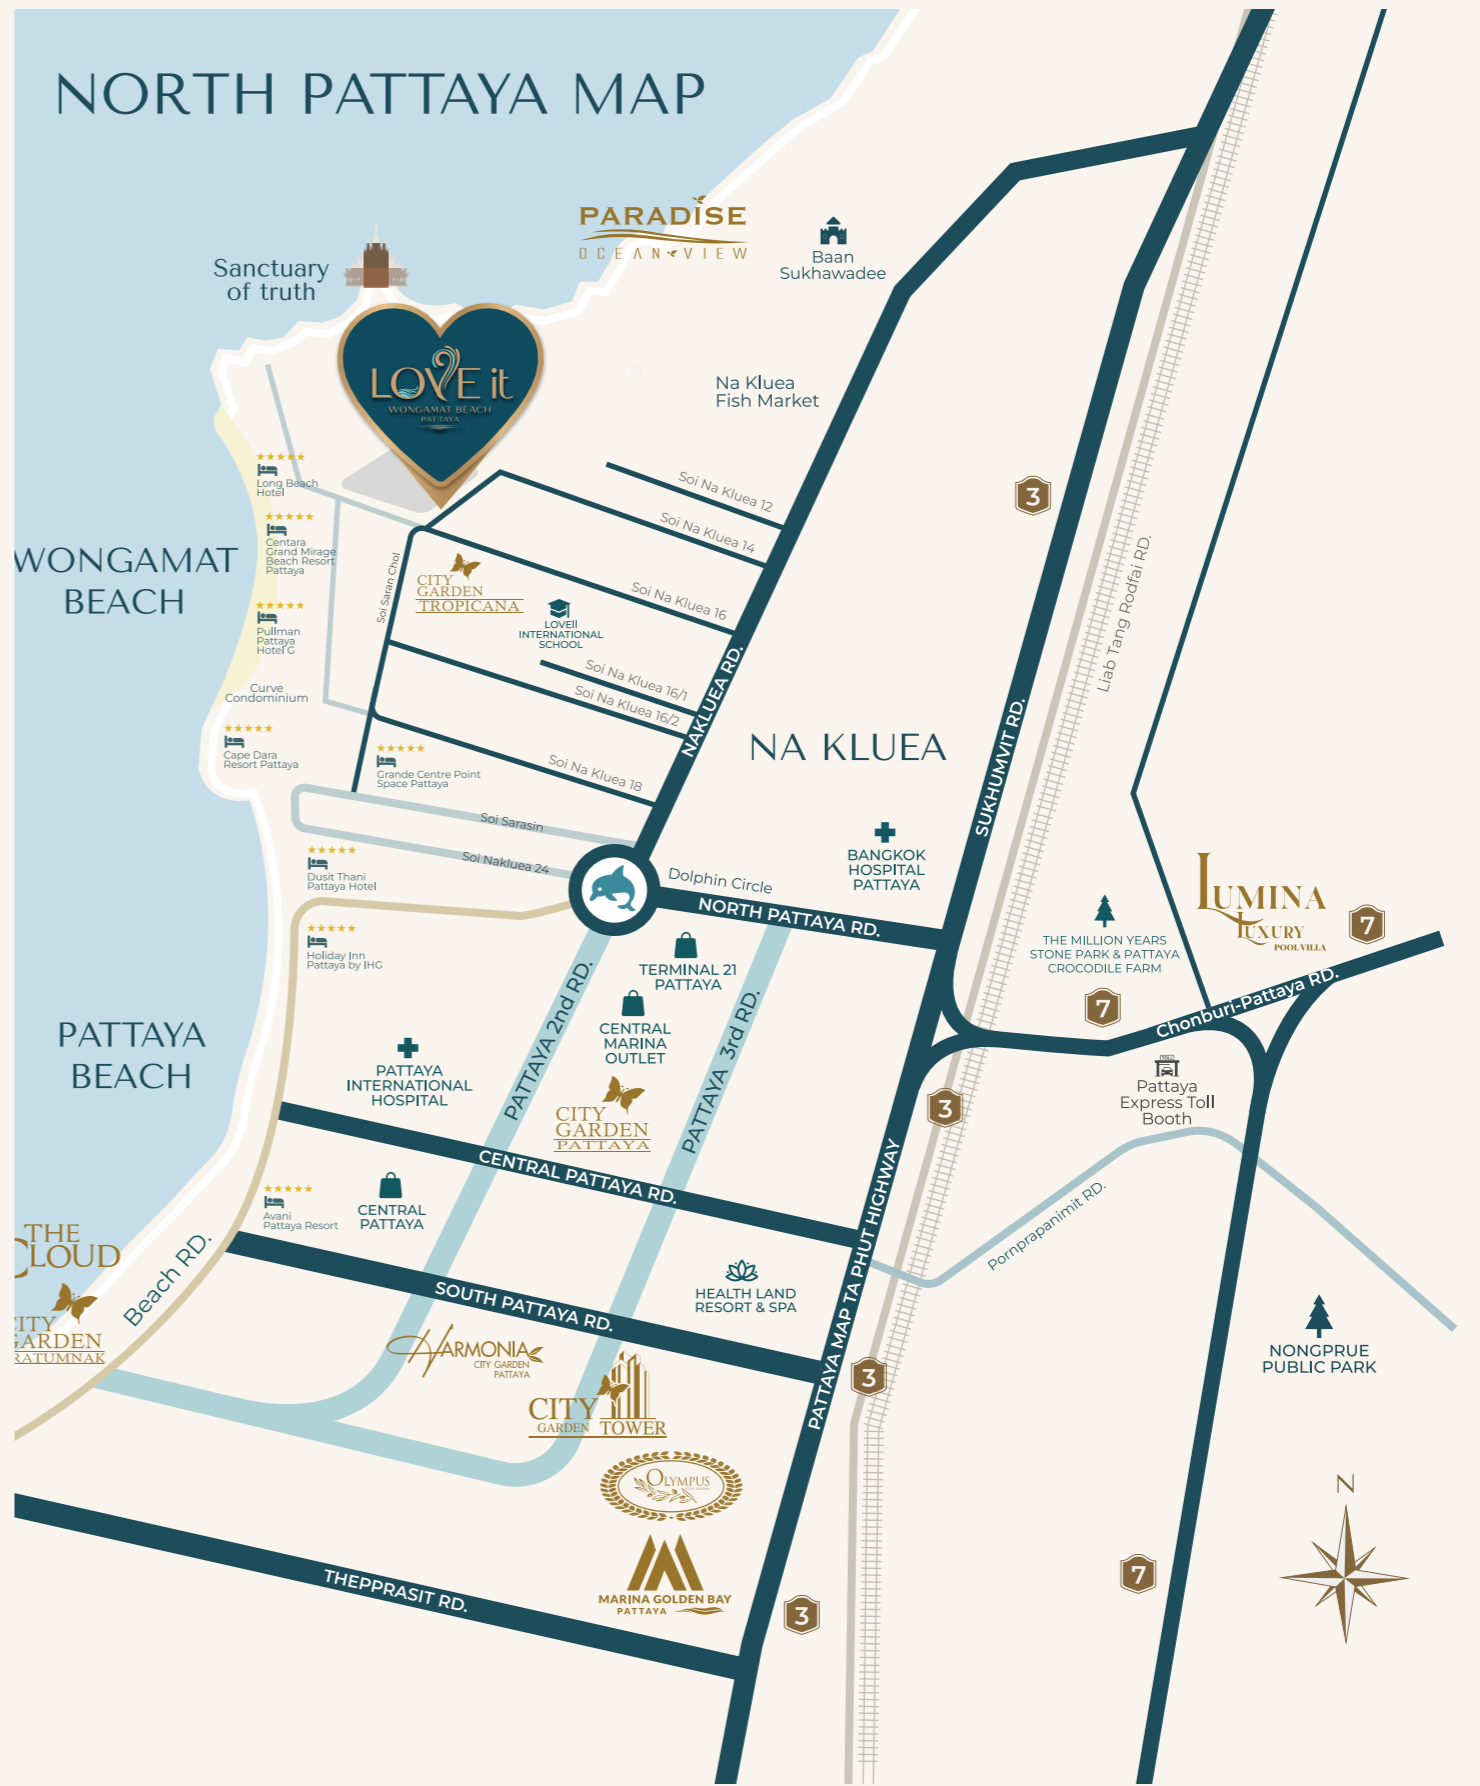 NORTH PATTAYA MAP
PARADISE
OCEAN VIEW
Baan
Sukhawadee
Sanctuary
of truth
LOVE it
WONGAMAT BEACH
PATTAYA
Na Kluea
Fish Market
Long Beach
Hotel
Soi Na Kluea 12
3
Soi Na Kluea 14
Centara
Grand Mirage
Beach Resort
Pattaya
WONGAMAT
BEACH
Soi Saran Chol
CITY
GARDEN
TROPICANA
Soi Na Kluea 16
Liab Tang Rodfai RD.
LOVell
INTERNATIONAL
SCHOOL
Pullman
Pattaya
Hotel G
Soi Na Kluea 16/1
Soi Na Kluea 16/2
NAKLUEA RD.
Curve
Condominium
NA KLUEA
SUKHUMVIT RD.
Cape Dara
Resort Pattaya
Grande Centre Point
Space Pattaya
Soi Na Kluea 18
Soi Sarasin
Soi Nakluea 24
Dusit Thani
Pattaya Hotel
Dolphin Circle
BANGKOK
HOSPITAL
PATTAYA
NORTH PATTAYA RD.
LUMINA
LUXURY
POOL VILLA
7
THE MILLION YEARS
STONE PARK & PATTAYA
CROCODILE FARM
Holiday Inn
Pattaya by IHG
TERMINAL 21
PATTAYA
7
Chonburi-Pattaya RD.
PATTAYA 2nd RD.
CENTRAL
MARINA
OUTLET
PATTAYA 3rd RD.
PATTAYA
BEACH
PATTAYA
INTERNATIONAL
HOSPITAL
TOLL
Pattaya
Express Toll
Booth
3
CITY
GARDEN
PATTAYA
CENTRAL PATTAYA RD.
Avani
Pattaya Resort
CENTRAL
PATTAYA
Pornprapanimit RD.
THE
CLOUD
Beach RD.
HEALTH LAND
RESORT & SPA
PATTAYA MAP TA PHUT HIGHWAY
SOUTH PATTAYA RD.
CITY
GARDEN
RATUMNAK
HARMONIA
CITY GARDEN
PATTAYA
3
NONGPRUE
PUBLIC PARK
CITY
GARDEN TOWER
OLYMPUS
N
MARINA GOLDEN BAY
PATTAYA
THEPPRASIT RD.
3
7